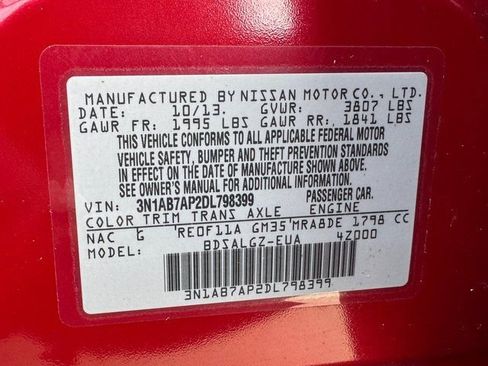 MANUFACTURED BY NISSAN MOTOR CO., LTD.
DATE: 10/13. GVWR: 3807 LBS
GAWR FR: 1995 LBS GAWR RR: 1841 LBS
THIS VEHICLE CONFORMS TO ALL APPLICABLE FEDERAL MOTOR
VEHICLE SAFETY, BUMPER AND THEFT PREVENTION STANDARDS
IN EFFECT ON THE DATE OF MANUFACTURE SHOWN ABOVE.
SEE OWNER'S MANUAL FOR ADDITIONAL INFORMATION.
VIN: 3N1AB7AP2DL798399 PASSENGER CAR.
COLOR TRIM TRANS AXLE ENGINE
NAC G RE0F11A GM35 MRA8DE 1798 CC
MODEL: BDSALGZ-EUA 4Z000
3N1AB7AP2DL798399